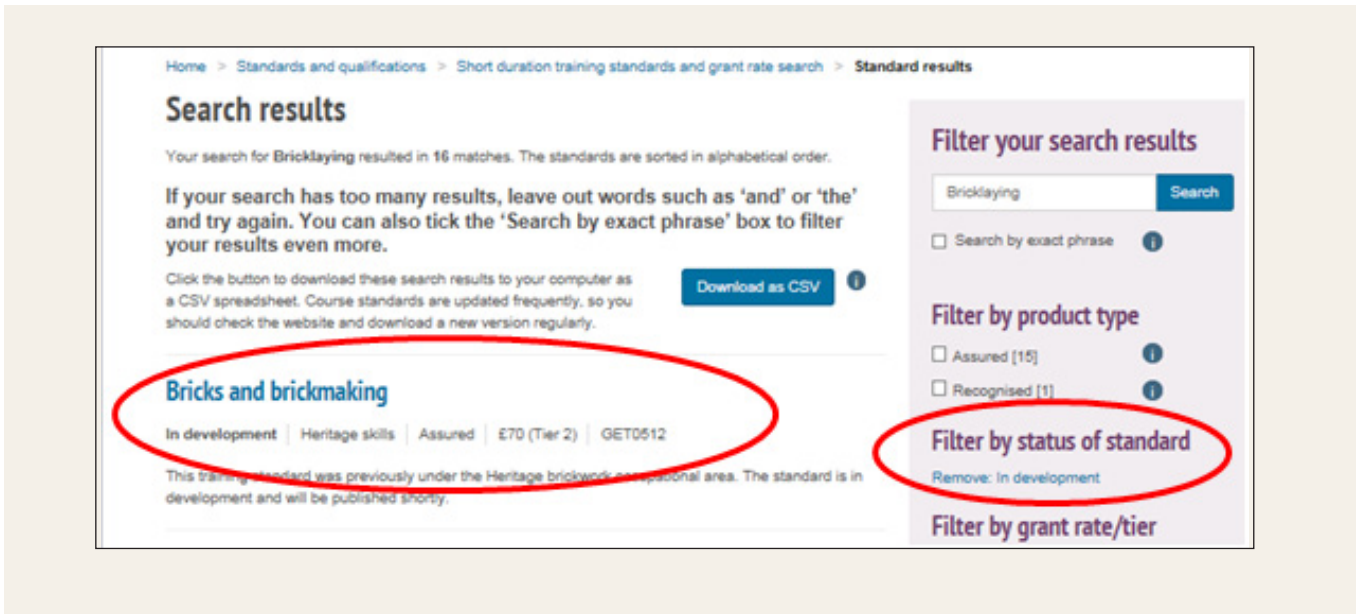 Home > Standards and qualifications > Short duration training standards and grant rate search > Standard results
Search results
Your search for Bricklaying resulted in 16 matches. The standards are sorted in alphabetical order.
If your search has too many results, leave out words such as ‘and’ or ‘the’
and try again. You can also tick the ‘Search by exact phrase’ box to filter
your results even more.
Click the button to download these search results to your computer as
a CSV spreadsheet. Course standards are updated frequently, so you
should check the website and download a new version regularly.
Download as CSV
Bricks and brickmaking
In development | Heritage skills | Assured | £70 (Tier 2) | GET0512
This training standard was previously under the Heritage brickwork occupational area. The standard is in
development and will be published shortly.
Filter your search results
Bricklaying Search
Search by exact phrase
Filter by product type
Assured [15]
Recognised [1]
Filter by status of standard
Remove: In development
Filter by grant rate/tier